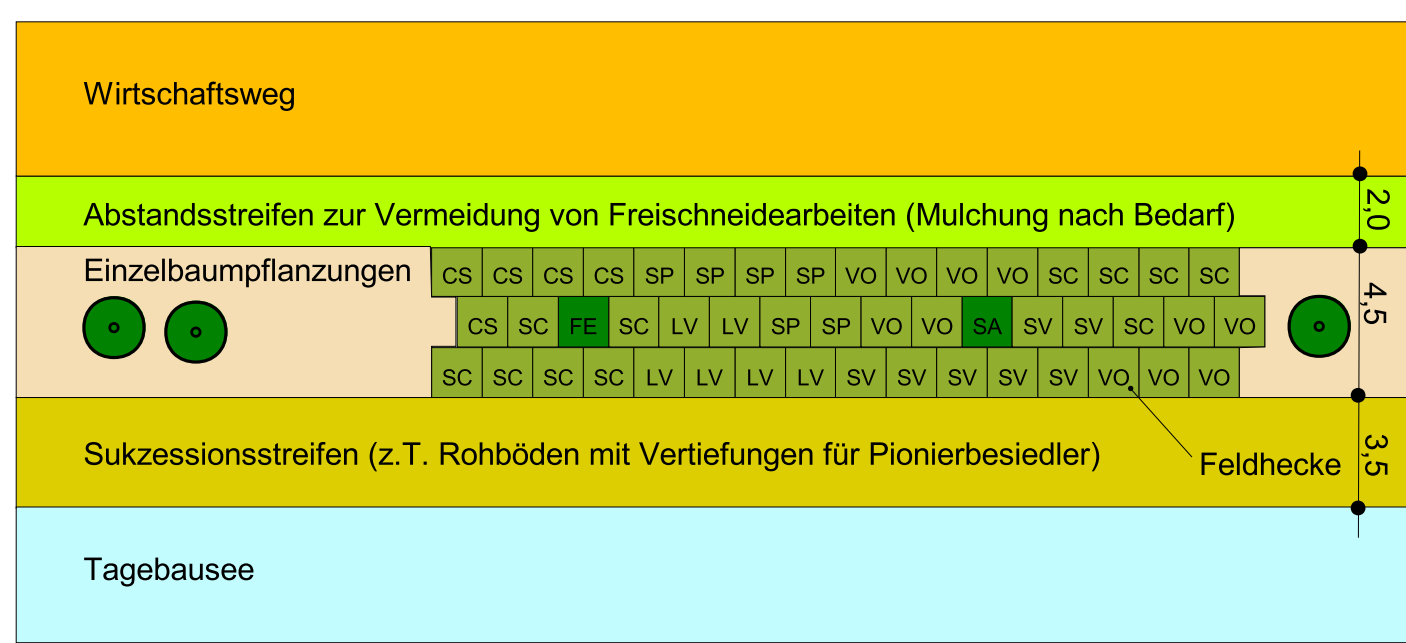 Wirtschaftsweg
Abstandsstreifen zur Vermeidung von Freischneidearbeiten (Mulchung nach Bedarf)
2,0
Einzelbaumpflanzungen
CS CS CS CS SP SP SP SP VO VO VO VO SC SC SC SC
4,5
CS SC FE SC LV LV SP SP VO VO SA SV SV SC VO VO
SC SC SC SC LV LV LV LV SV SV SV SV SV VO VO VO
Sukzessionsstreifen (z.T. Rohböden mit Vertiefungen für Pionierbesiedler)
Feldhecke
3,5
Tagebausee